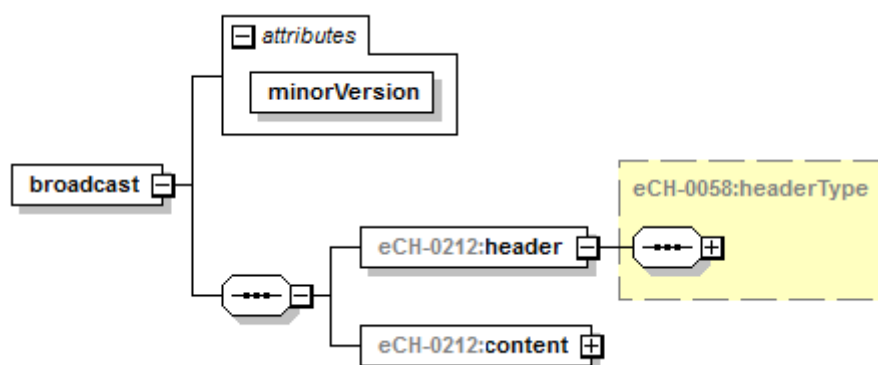 attributes
minorVersion
broadcast
eCH-0058:headerType
eCH-0212:header
eCH-0212:content